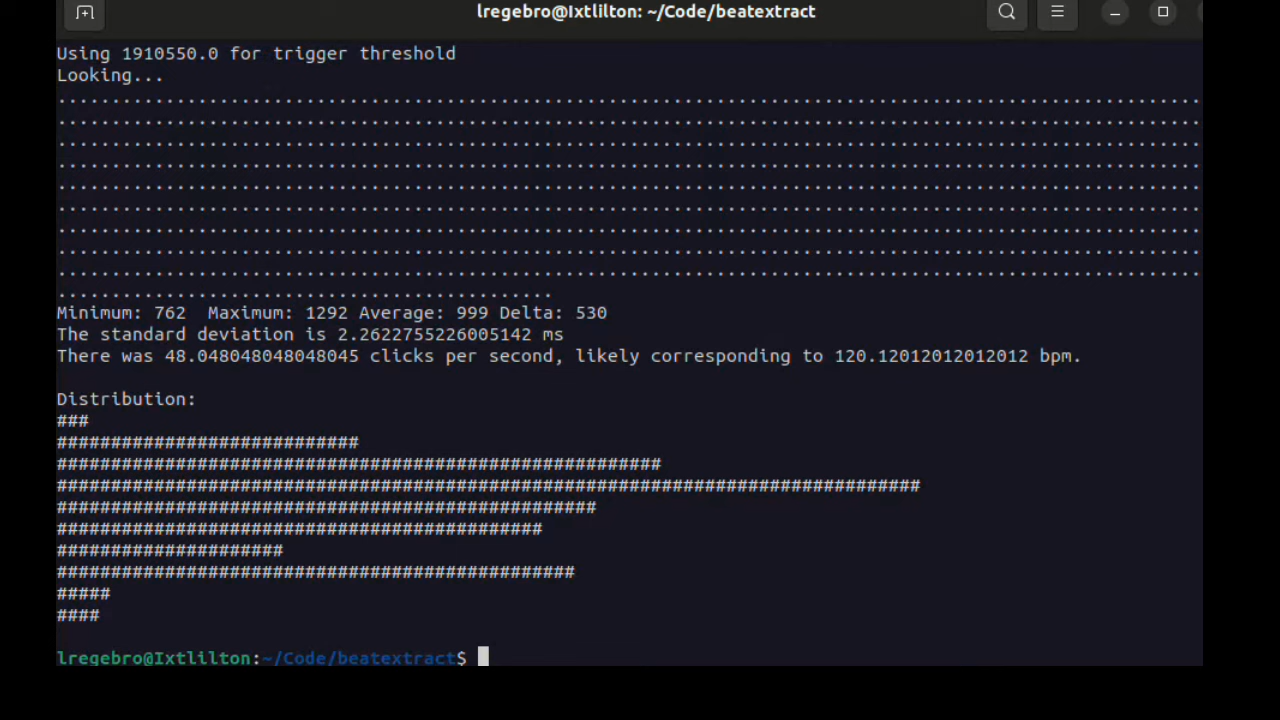 lregebro@Ixtlilton: ~/Code/beatextract
Using 1910550.0 for trigger threshold
Looking...
..........................................................................................................
..........................................................................................................
..........................................................................................................
..........................................................................................................
..........................................................................................................
..........................................................................................................
..........................................................................................................
..........................................................................................................
..........................................................................................................
..............................................
Minimum: 762  Maximum: 1292 Average: 999 Delta: 530
The standard deviation is 2.2622755226005142 ms
There was 48.048048048048045 clicks per second, likely corresponding to 120.12012012012012 bpm.
Distribution:
###
############################
########################################################
################################################################################
##################################################
#############################################
#####################
################################################
#####
####
lregebro@Ixtlilton:~/Code/beatextract$